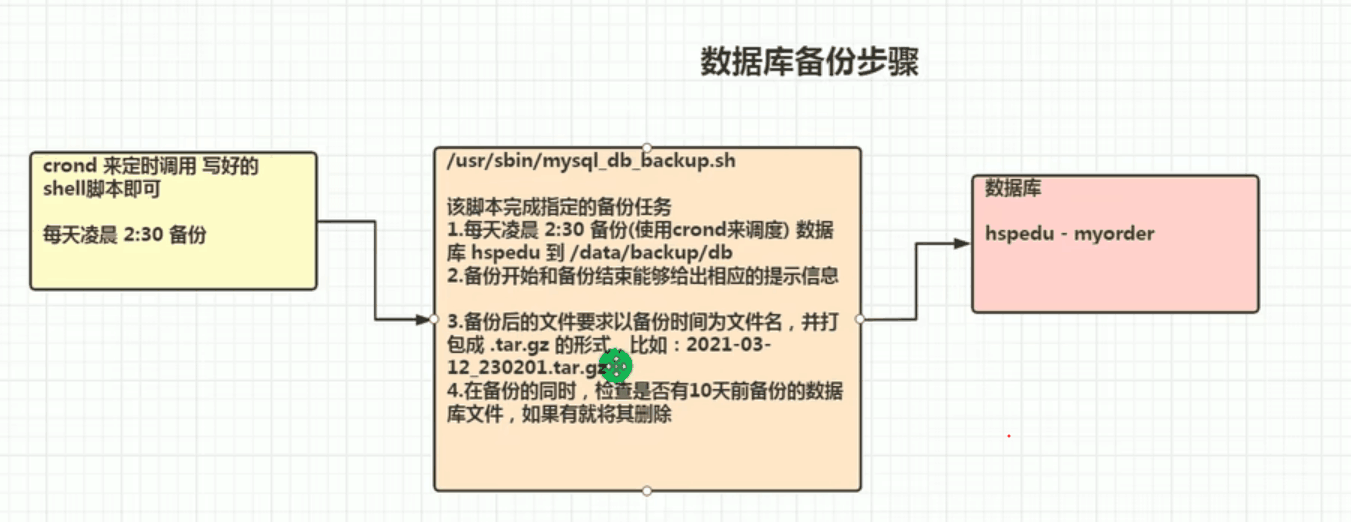 数据库备份步骤
crond 来定时调用 写好的
shell脚本即可
每天凌晨 2:30 备份
/usr/sbin/mysql_db_backup.sh
该脚本完成指定的备份任务
1.每天凌晨 2:30 备份(使用crond来调度) 数据
库 hspedu 到 /data/backup/db
2.备份开始和备份结束能够给出相应的提示信息
3.备份后的文件要求以备份时间为文件名，并打
包成 .tar.gz 的形式，比如：2021-03-
12_230201.tar.gz
4.在备份的同时，检查是否有10天前备份的数据
库文件，如果有就将其删除
数据库
hspedu - myorder